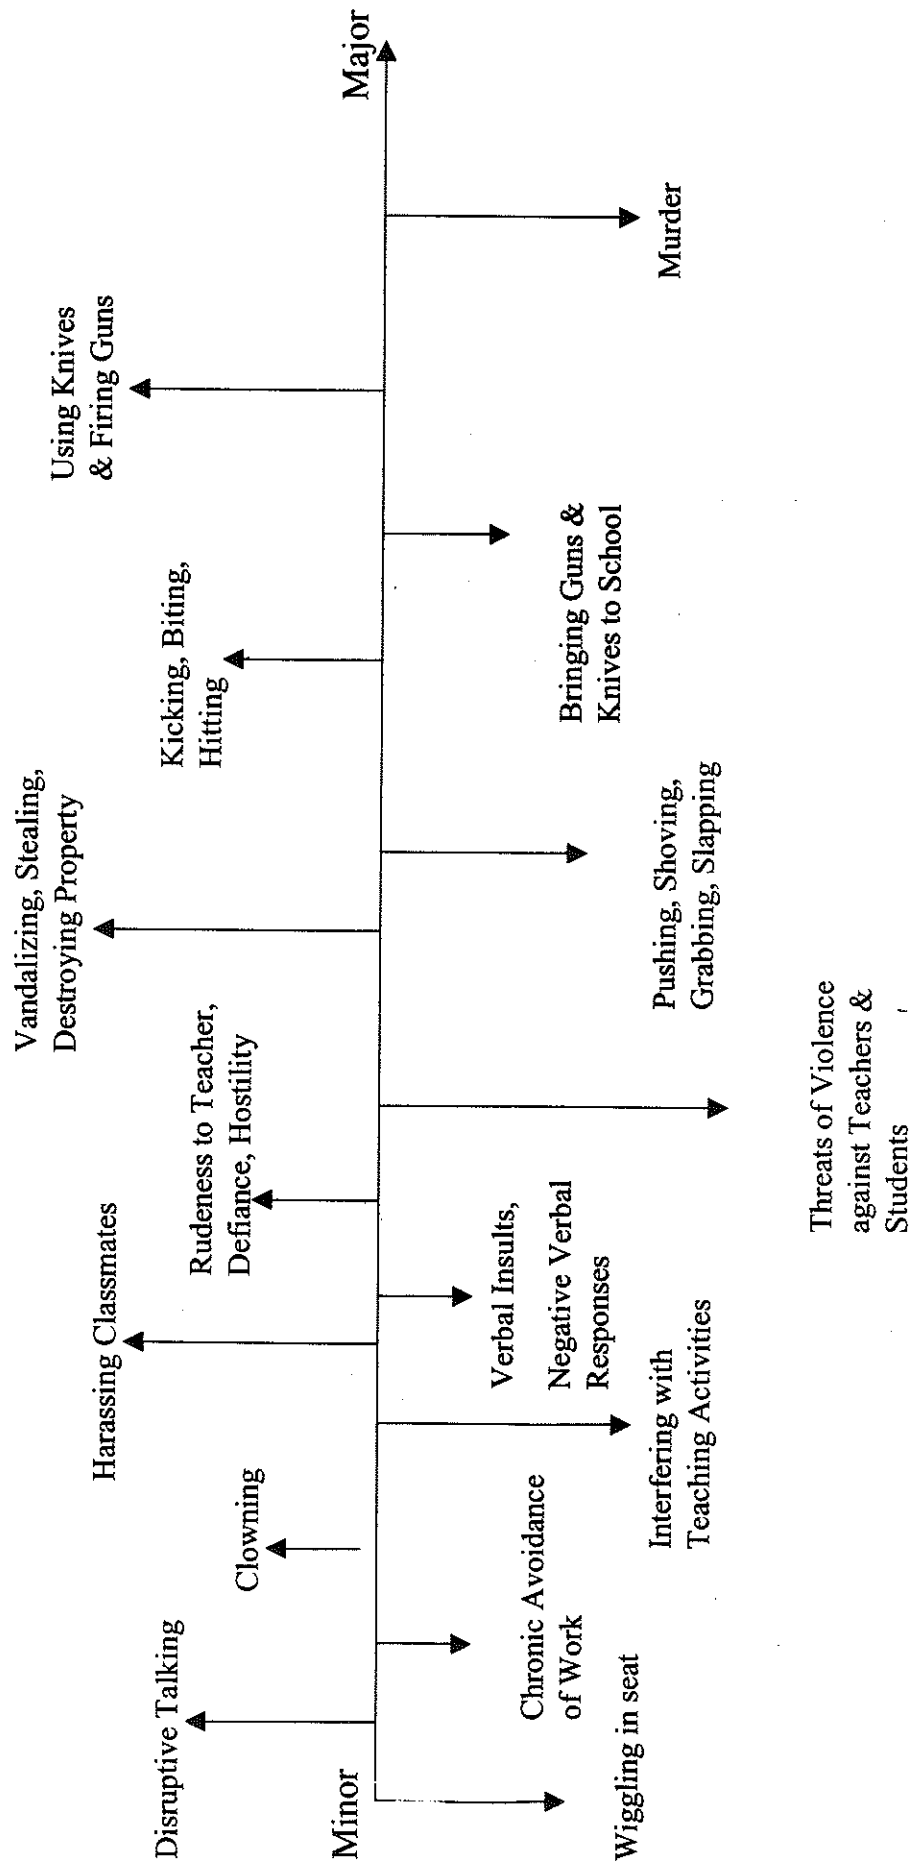 Minor
Major
Wiggling in seat
Disruptive Talking
Chronic Avoidance
of Work
Clowning
Interfering with
Teaching Activities
Harassing Classmates
Verbal Insults,
Negative Verbal
Responses
Rudeness to Teacher,
Defiance, Hostility
Threats of Violence
against Teachers &
Students
Vandalizing, Stealing,
Destroying Property
Pushing, Shoving,
Grabbing, Slapping
Kicking, Biting,
Hitting
Bringing Guns &
Knives to School
Using Knives
& Firing Guns
Murder